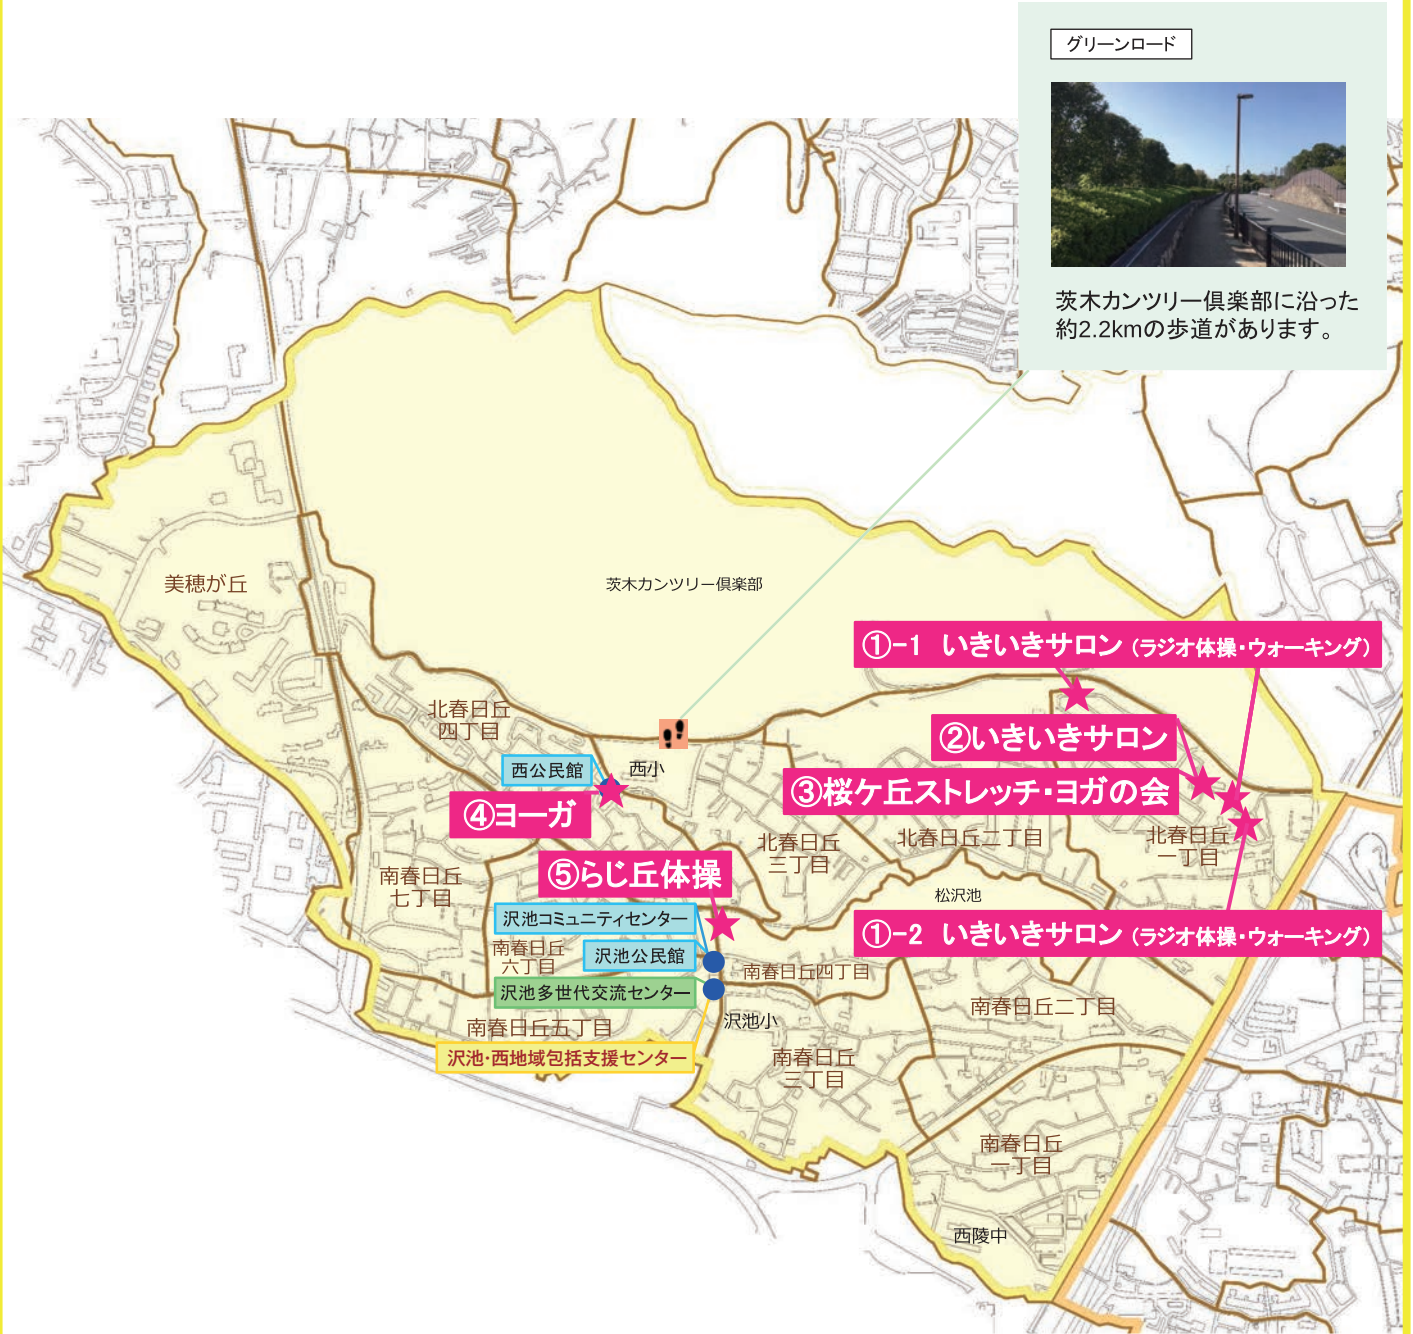 グリーンロード
茨木カンツリー倶楽部に沿った
約2.2kmの歩道があります。
美穂が丘
茨木カンツリー倶楽部
①-1 いきいきサロン（ラジオ体操・ウォーキング）
北春日丘
四丁目
②いきいきサロン
西公民館
西小
③桜ケ丘ストレッチ・ヨガの会
④ヨーガ
北春日丘
三丁目
北春日丘二丁目
北春日丘
一丁目
⑤らじ丘体操
南春日丘
七丁目
松沢池
沢池コミュニティセンター
①-2 いきいきサロン（ラジオ体操・ウォーキング）
南春日丘
六丁目
沢池公民館
南春日丘四丁目
沢池多世代交流センター
南春日丘二丁目
南春日丘五丁目
沢池小
沢池・西地域包括支援センター
南春日丘
三丁目
南春日丘
一丁目
西陵中